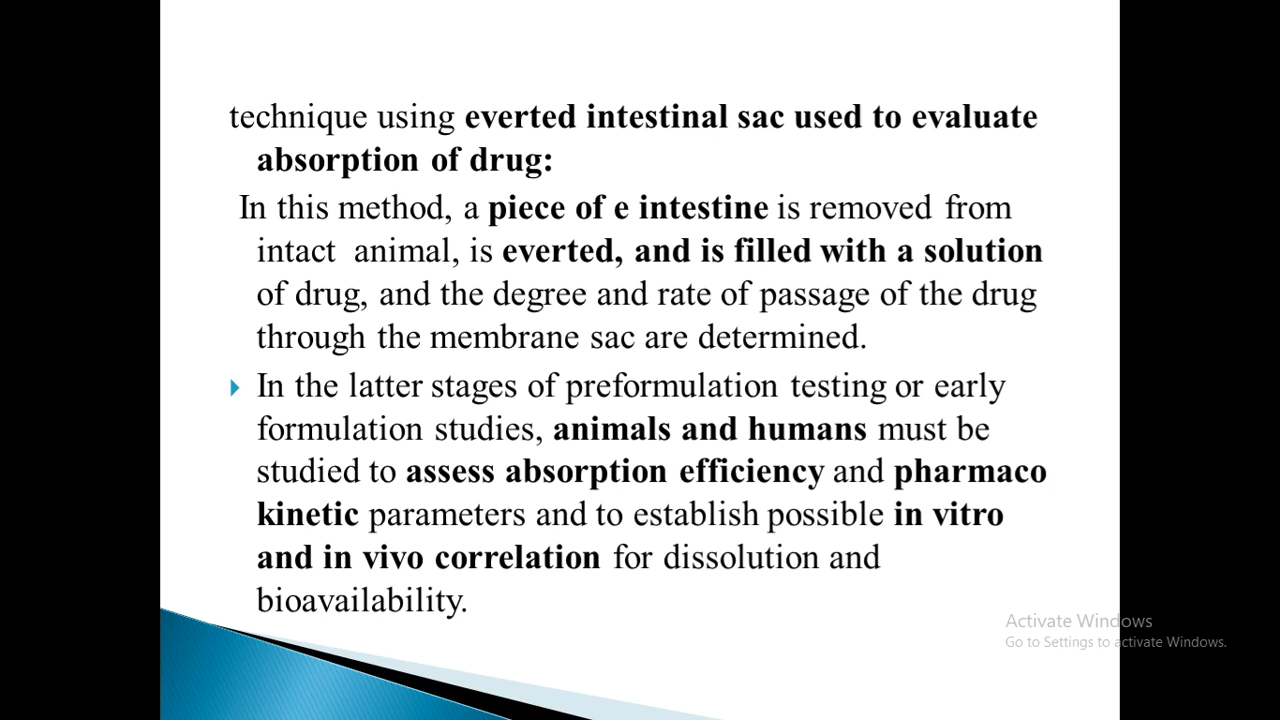 technique using everted intestinal sac used to evaluate
absorption of drug:
In this method, a piece of e intestine is removed from
intact animal, is everted, and is filled with a solution
of drug, and the degree and rate of passage of the drug
through the membrane sac are determined.
In the latter stages of preformulation testing or early
formulation studies, animals and humans must be
studied to assess absorption efficiency and pharmaco
kinetic parameters and to establish possible in vitro
and in vivo correlation for dissolution and
bioavailability.
Activate Windows
Go to Settings to activate Windows.